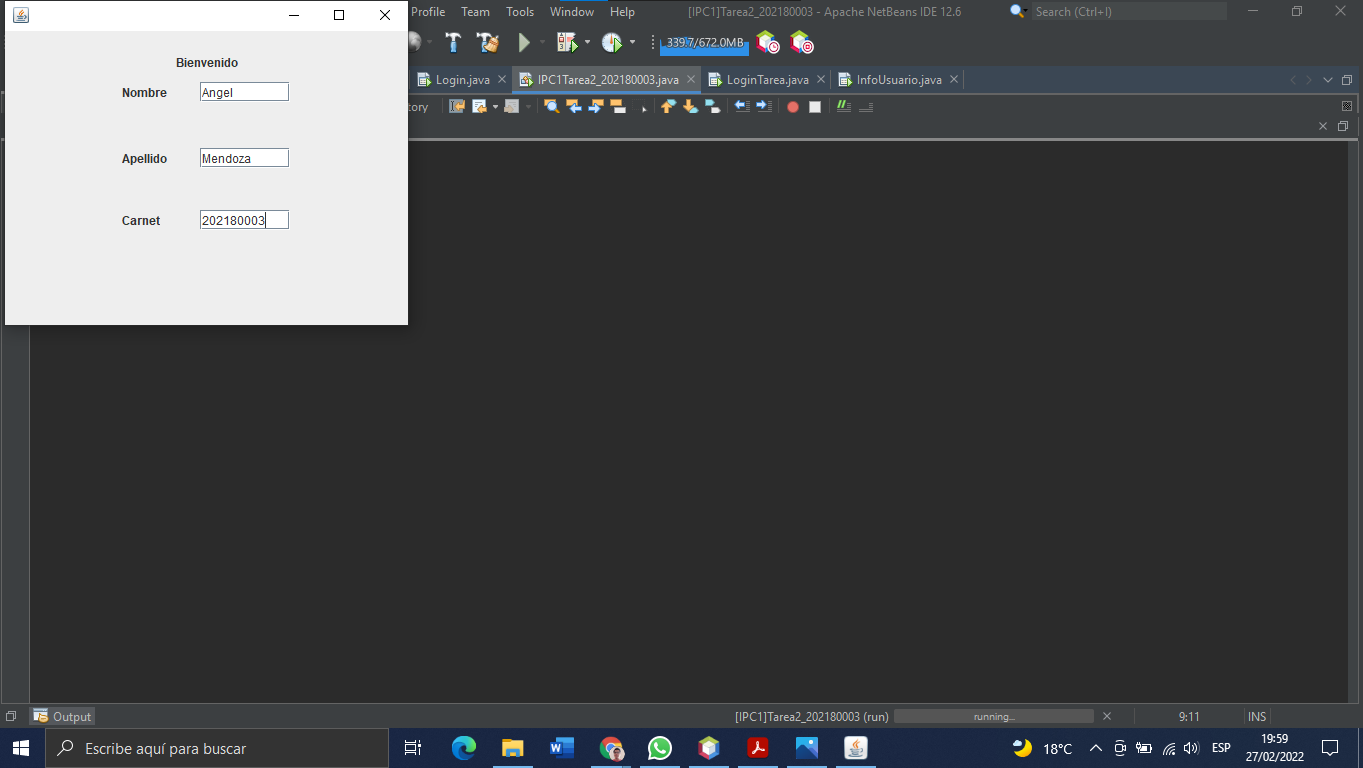 Profile Team Tools Window Help [IPC1]Tarea2_202180003 - Apache NetBeans IDE 12.6 Search (Ctrl+I)
339.7/672.0MB
Login.java IPC1Tarea2_202180003.java LoginTarea.java InfoUsuario.java
tory
Bienvenido
Nombre Angel
Apellido Mendoza
Carnet 202180003
Output [IPC1]Tarea2_202180003 (run) running... 9:11 INS
Escribe aquí para buscar 18°C ESP 19:59
27/02/2022